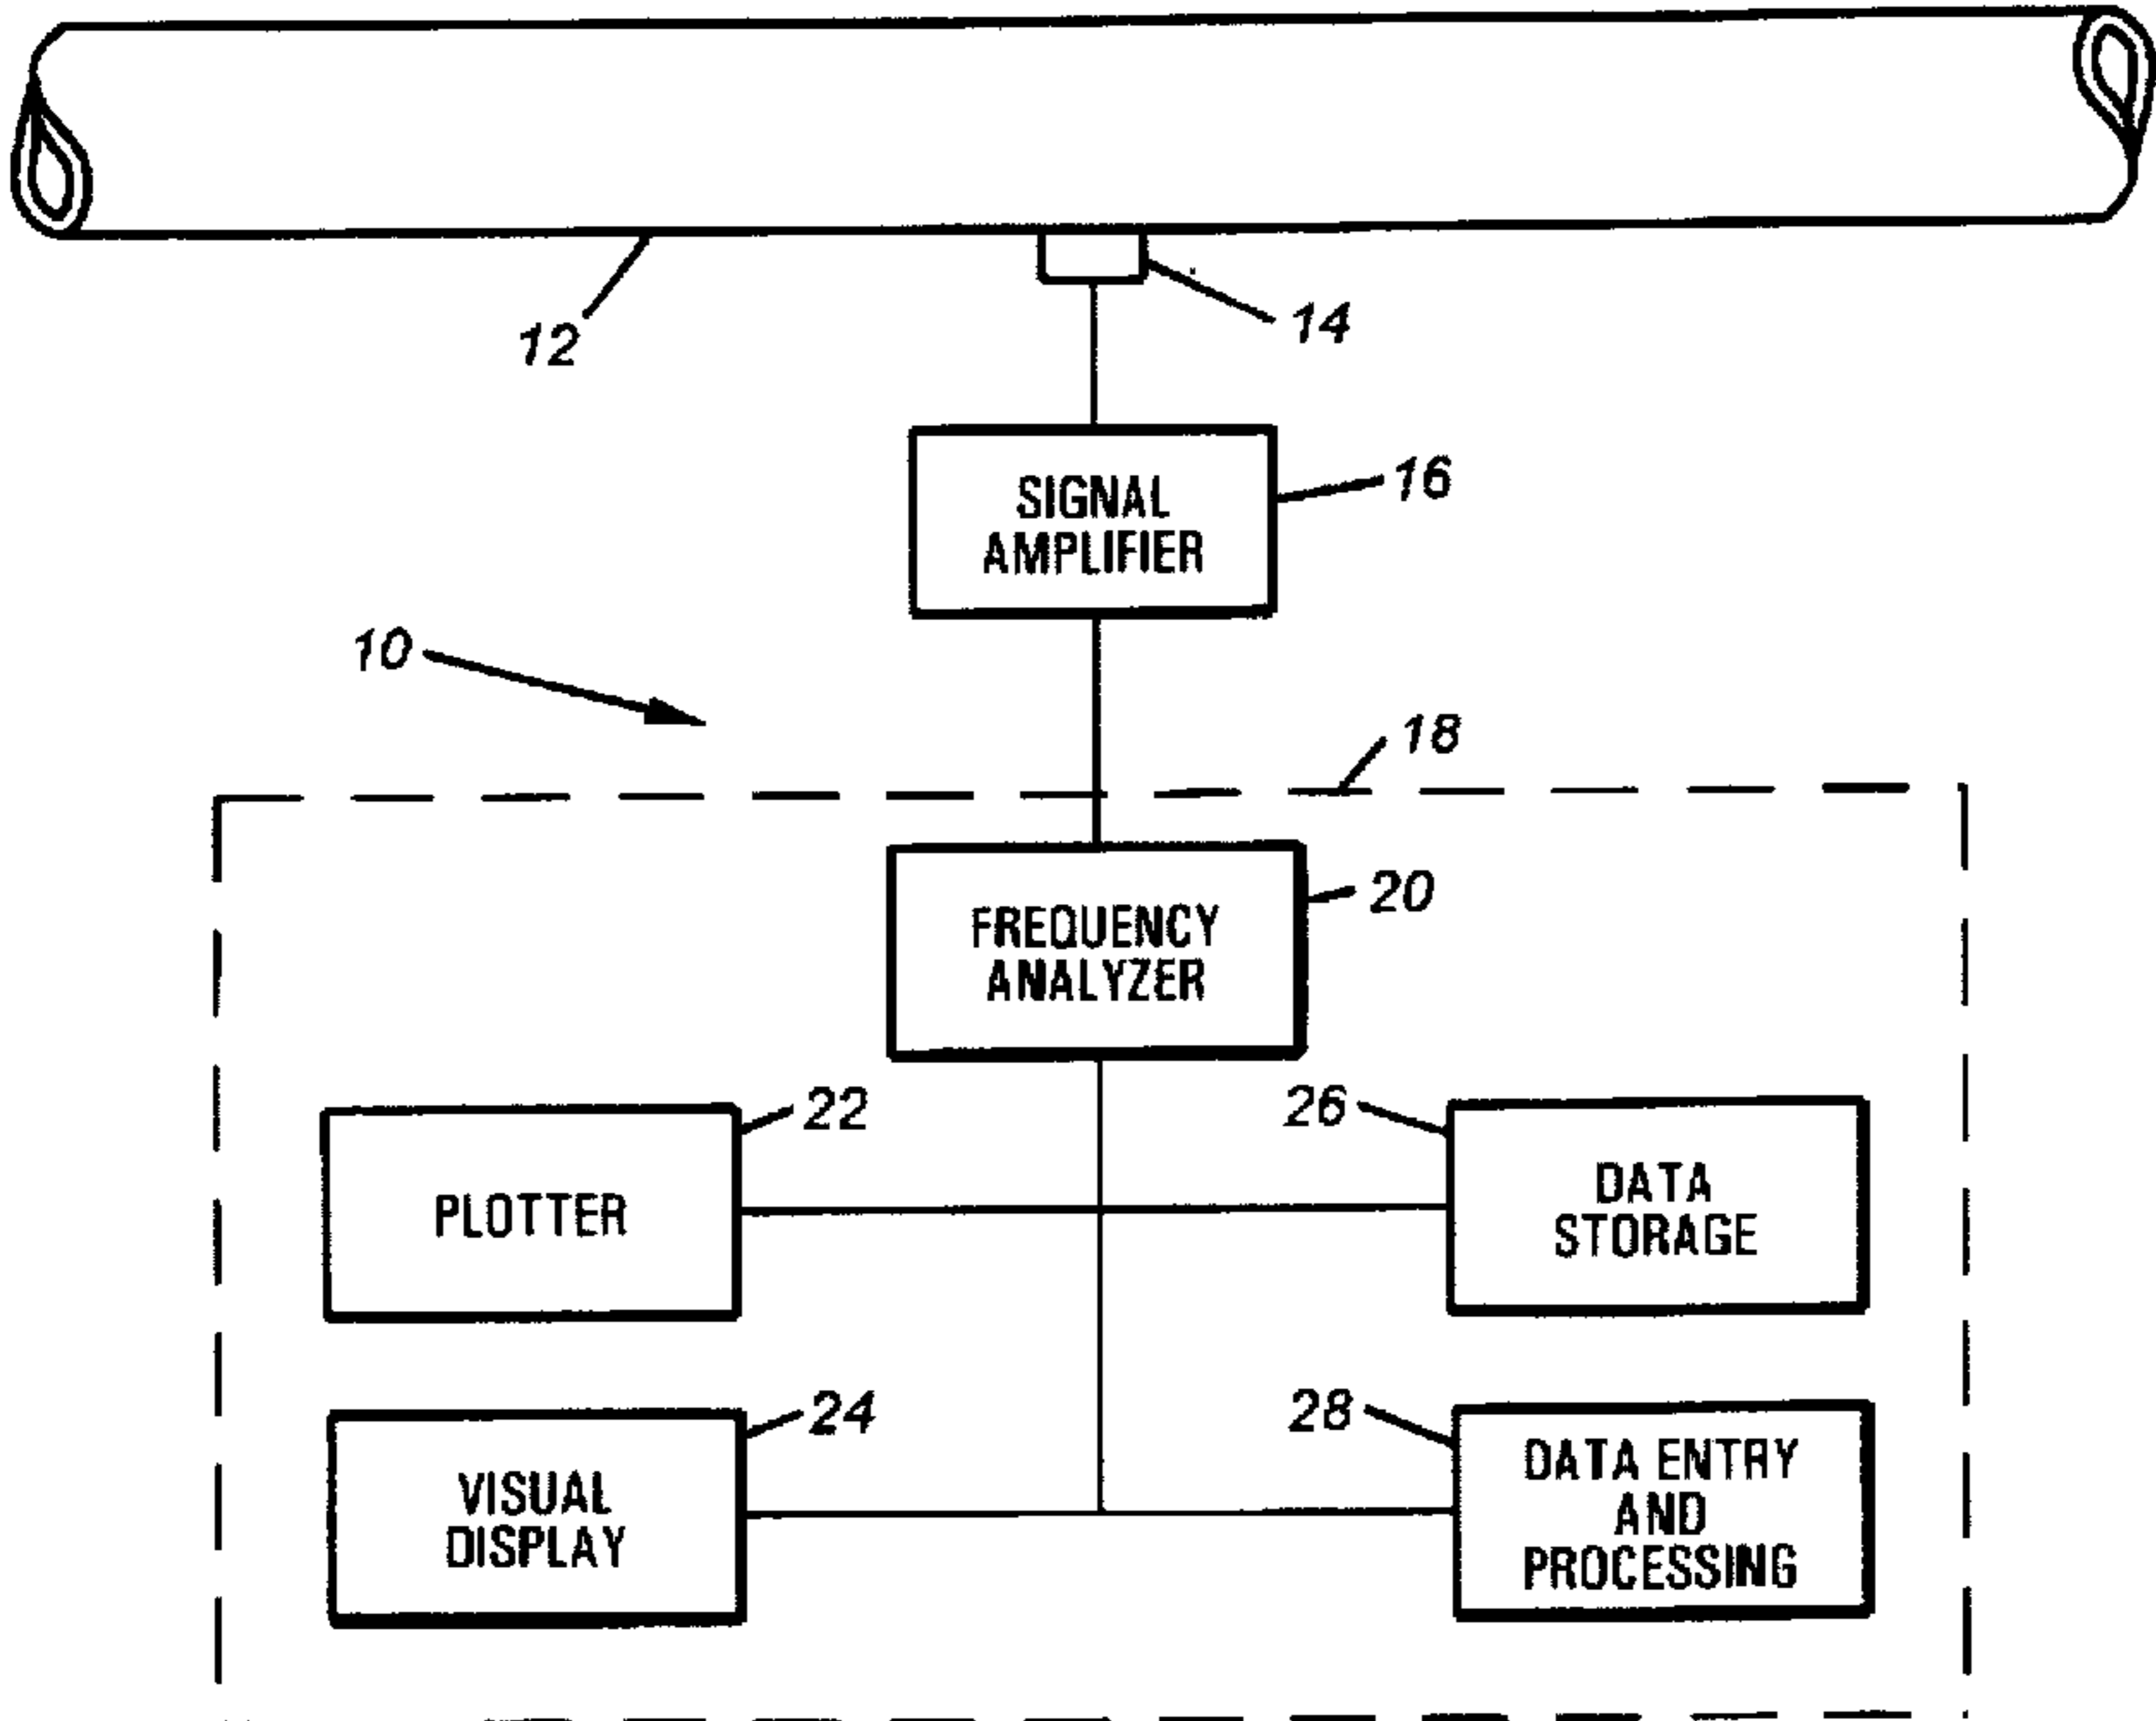 12
14
SIGNAL
AMPLIFIER
16
10
18
FREQUENCY
ANALYZER
20
22
PLOTTER
26
DATA
STORAGE
24
VISUAL
DISPLAY
28
DATA ENTRY
AND
PROCESSING